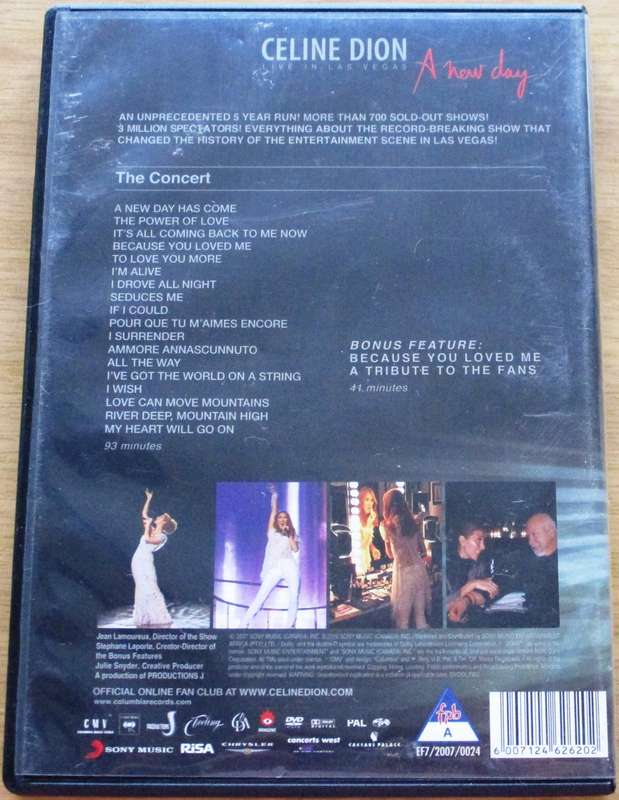 CELINE DION
LIVE IN LAS VEGAS
A new day
AN UNPRECEDENTED 5 YEAR RUN! MORE THAN 700 SOLD-OUT SHOWS!
3 MILLION SPECTATORS! EVERYTHING ABOUT THE RECORD-BREAKING SHOW THAT
CHANGED THE HISTORY OF THE ENTERTAINMENT SCENE IN LAS VEGAS!
The Concert
A NEW DAY HAS COME
THE POWER OF LOVE
IT'S ALL COMING BACK TO ME NOW
BECAUSE YOU LOVED ME
TO LOVE YOU MORE
I'M ALIVE
I DROVE ALL NIGHT
SEDUCES ME
IF I COULD
POUR QUE TU M'AIMES ENCORE
I SURRENDER
AMMORE ANNASCUNNUTO
ALL THE WAY
I'VE GOT THE WORLD ON A STRING
I WISH
LOVE CAN MOVE MOUNTAINS
RIVER DEEP, MOUNTAIN HIGH
MY HEART WILL GO ON
93 minutes
BONUS FEATURE:
BECAUSE YOU LOVED ME
A TRIBUTE TO THE FANS
41 minutes
Jean Lamoureux, Director of the Show
Stephane Laporte, Creator-Director of
the Bonus Features
Julie Snyder, Creative Producer
A production of PRODUCTIONS J
OFFICIAL ONLINE FAN CLUB AT WWW.CELINEDION.COM
www.columbiarecords.com
CMV
Feeling
CDA
DVD
DOLBY
PAL
SONY MUSIC
RiSA
CHRYSLER
concerts west
CAESARS PALACE
fpb
A
EF7/2007/0024
6 007124 626202